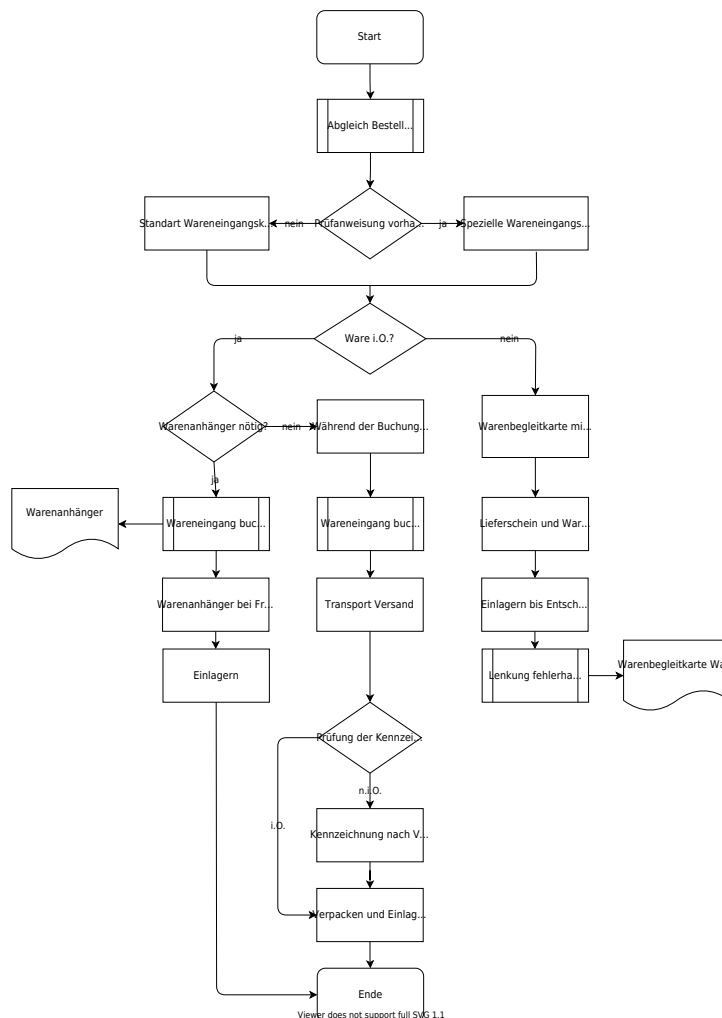 Start
Abgleich Bestell...
Standart Wareneingangsk...
nein
Prüfanweisung vorha...
ja
Spezielle Wareneingangs...
Ware i.O.?
ja
nein
Warenanhänger nötig?
nein
Während der Buchung...
Warenbegleitkarte mi...
ja
Warenanhänger
Wareneingang buc...
Wareneingang buc...
Lieferschein und War...
Warenanhänger bei Fr...
Transport Versand
Einlagern bis Entsch...
Einlagern
Lenkung fehlerha...
Warenbegleitkarte Wa
Prüfung der Kennzei...
n.i.O.
i.O.
Kennzeichnung nach V...
Verpacken und Einlag...
Ende
Viewer does not support full SVG 1.1